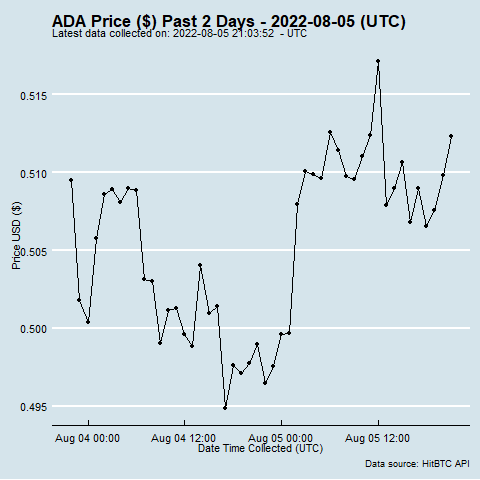 ADA Price ($) Past 2 Days - 2022-08-05 (UTC)
Latest data collected on: 2022-08-05 21:03:52  - UTC
Price USD ($)
0.515
0.510
0.505
0.500
0.495
Aug 04 00:00 Aug 04 12:00 Aug 05 00:00 Aug 05 12:00
Date Time Collected (UTC)
Data source: HitBTC API